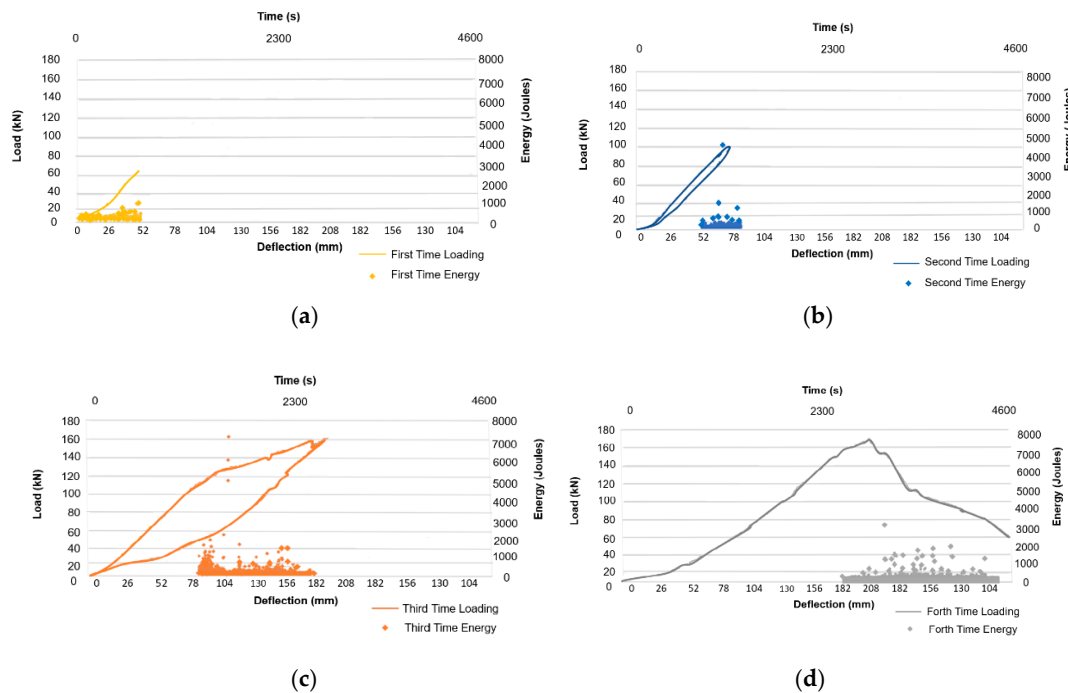 Time (s)
0 2300 4600
180
160
140
120
100
80
60
40
20
0
Load (kN)
8000
7000
6000
5000
4000
3000
2000
1000
0
Energy (Joules)
0 26 52 78 104 130 156 182 208 182 156 130 104
Deflection (mm)
First Time Loading
First Time Energy
(a)
Time (s)
0 2300 4600
180
160
140
120
100
80
60
40
20
0
Load (kN)
8000
7000
6000
5000
4000
3000
2000
1000
0
Energy (Joules)
0 26 52 78 104 130 156 182 208 182 156 130 104
Deflection (mm)
Second Time Loading
Second Time Energy
(b)
Time (s)
0 2300 4600
180
160
140
120
100
80
60
40
20
0
Load (kN)
8000
7000
6000
5000
4000
3000
2000
1000
0
Energy (Joules)
0 26 52 78 104 130 156 182 208 182 156 130 104
Deflection (mm)
Third Time Loading
Third Time Energy
(c)
Time (s)
0 2300 4600
180
160
140
120
100
80
60
40
20
0
Load (kN)
8000
7000
6000
5000
4000
3000
2000
1000
0
Energy (Joules)
0 26 52 78 104 130 156 183 208 182 156 130 104
Deflection (mm)
Forth Time Loading
Forth Time Energy
(d)